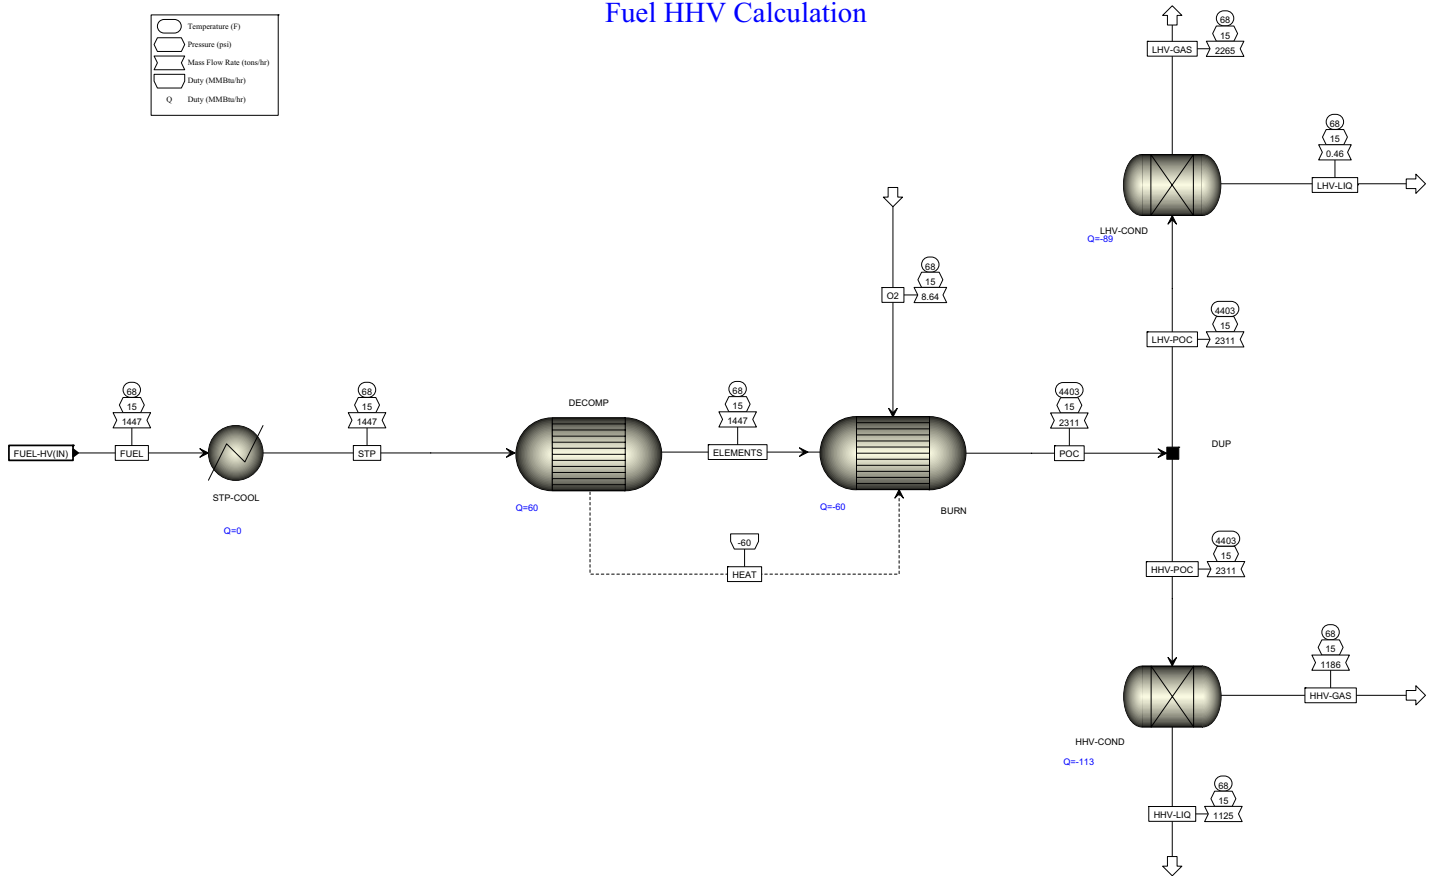 Fuel HHV Calculation
Temperature (F)
Pressure (psi)
Mass Flow Rate (tons/hr)
Duty (MMBtu/hr)
Q Duty (MMBtu/hr)
68
15
2265
LHV-GAS
68
15
0.46
LHV-LIQ
LHV-COND
Q=-89
68
15
8.64
O2
4403
15
2311
LHV-POC
68
15
1447
FUEL-HV(IN)
FUEL
STP-COOL
Q=0
68
15
1447
STP
DECOMP
Q=60
68
15
1447
ELEMENTS
Q=-60
BURN
-60
HEAT
4403
15
2311
POC
DUP
4403
15
2311
HHV-POC
68
15
1186
HHV-GAS
HHV-COND
Q=-113
68
15
1125
HHV-LIQ